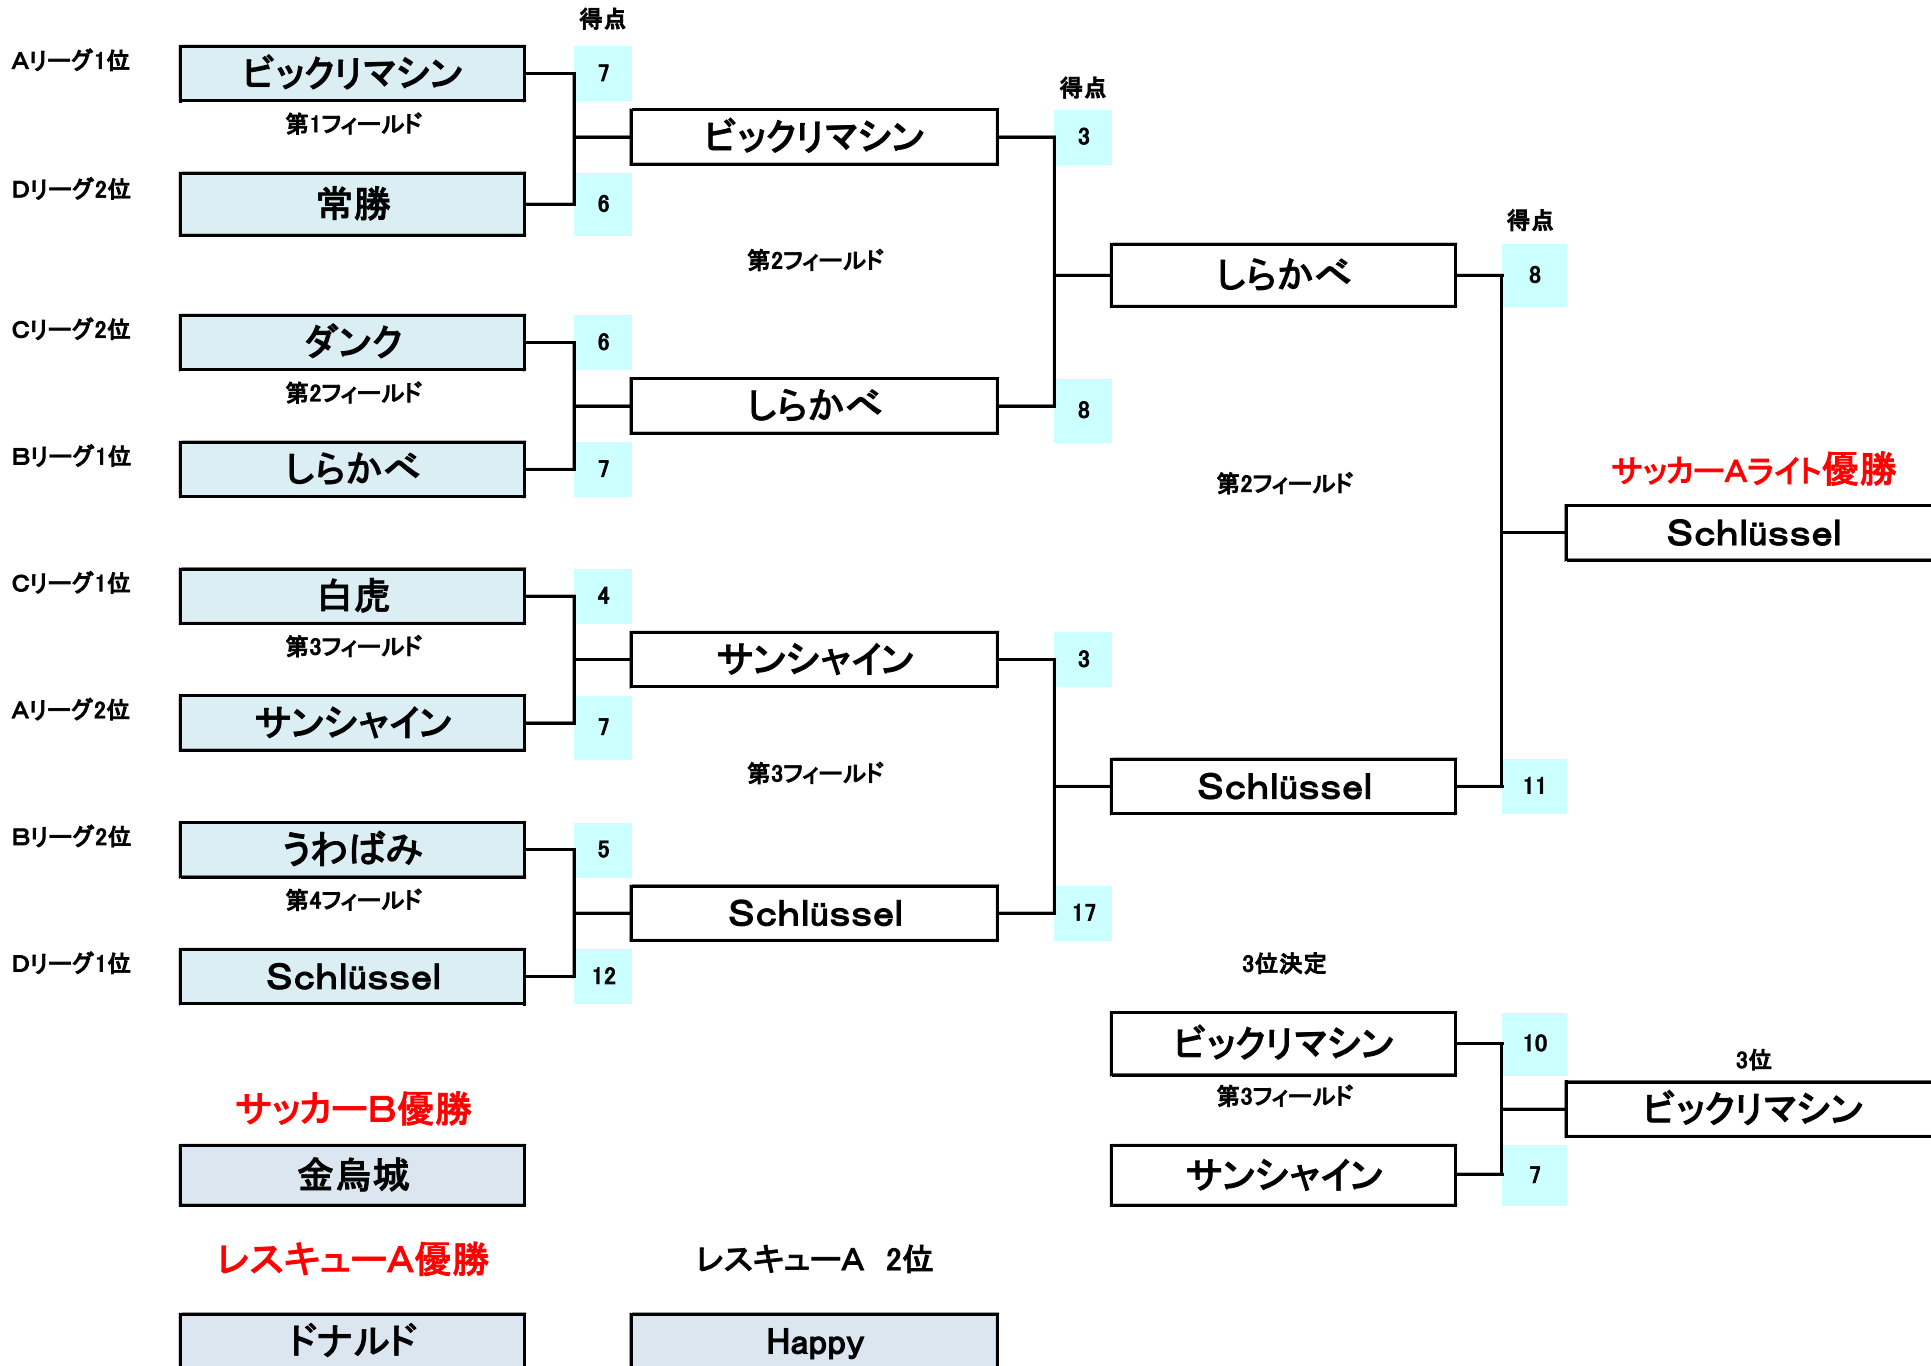 得点
Aリーグ1位
ビックリマシン
7
第1フィールド
得点
ビックリマシン
3
Dリーグ2位
常勝
6
得点
第2フィールド
しらかべ
8
Cリーグ2位
ダンク
6
第2フィールド
しらかべ
8
Bリーグ1位
しらかべ
7
第2フィールド
サッカーAライト優勝
Schlüssel
Cリーグ1位
白虎
4
第3フィールド
サンシャイン
3
Aリーグ2位
サンシャイン
7
第3フィールド
Schlüssel
11
Bリーグ2位
うわばみ
5
第4フィールド
Schlüssel
17
Dリーグ1位
Schlüssel
12
3位決定
ビックリマシン
10
3位
第3フィールド
ビックリマシン
サンシャイン
7
サッカーB優勝
金烏城
レスキューA優勝
レスキューA 2位
ドナルド
Happy